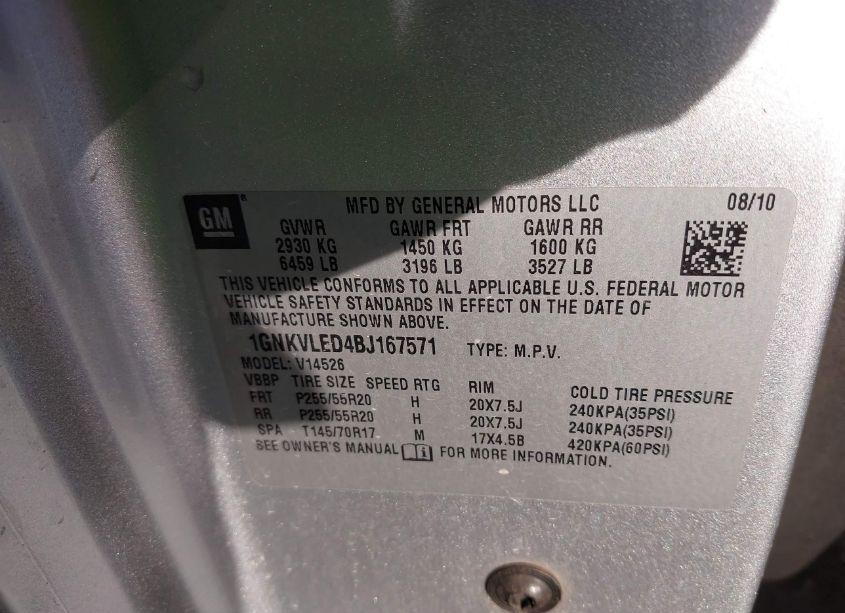 GM ® MFD BY GENERAL MOTORS LLC 08/10
GVWR GAWR FRT GAWR RR
2930 KG 1450 KG 1600 KG
6459 LB 3196 LB 3527 LB
THIS VEHICLE CONFORMS TO ALL APPLICABLE U.S. FEDERAL MOTOR
VEHICLE SAFETY STANDARDS IN EFFECT ON THE DATE OF
MANUFACTURE SHOWN ABOVE.
1GNKVLED4BJ167571 TYPE: M.P.V.
MODEL: V14526
VBBP TIRE SIZE SPEED RTG RIM COLD TIRE PRESSURE
FRT P255/55R20 H 20X7.5J 240KPA(35PSI)
RR P255/55R20 H 20X7.5J 240KPA(35PSI)
SPA T145/70R17 M 17X4.5B 420KPA(60PSI)
SEE OWNER'S MANUAL FOR MORE INFORMATION.